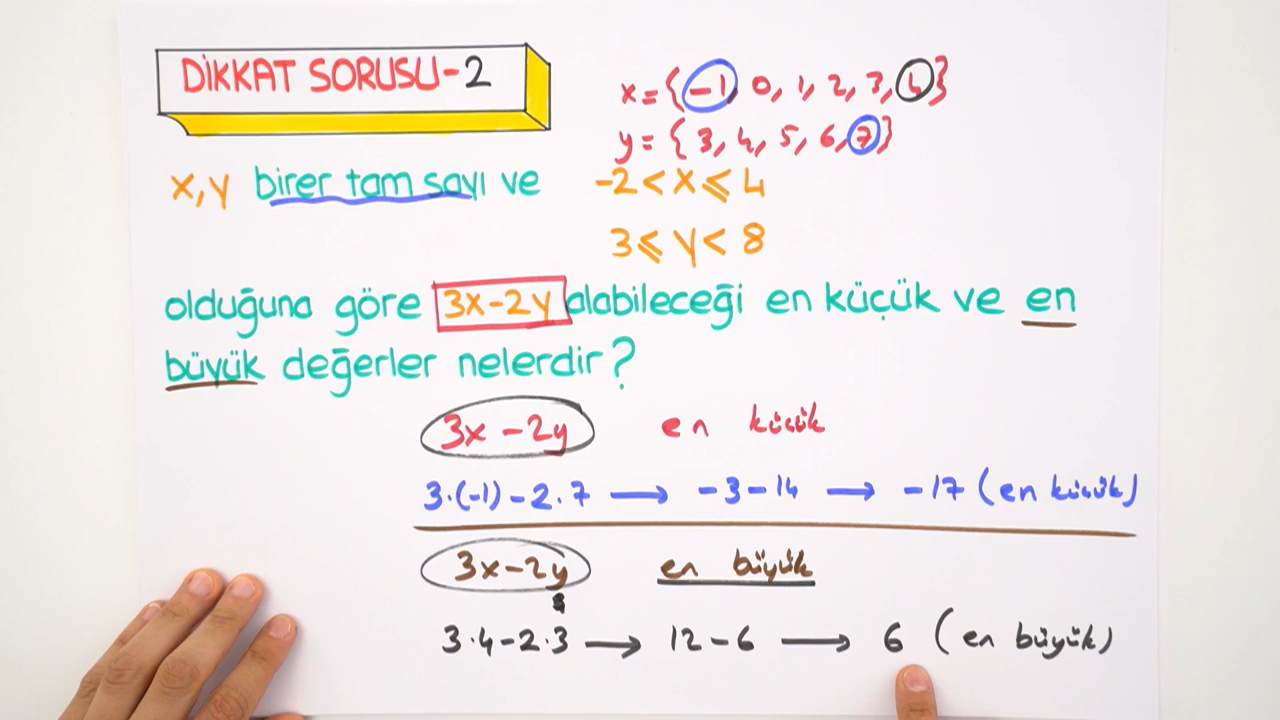 DİKKAT SORUSU-2
x={-1, 0, 1, 2, 3, 4}
y={3, 4, 5, 6, 7}
x,y birer tam sayı ve -2<x≤4
3≤y<8
olduğuna göre 3x-2y alabileceği en küçük ve en
büyük değerler nelerdir?
3x-2y en küçük
3·(-1)-2·7 → -3-14 → -17 (en küçük)
3x-2y en büyük
3·4-2·3 → 12-6 → 6 (en büyük)